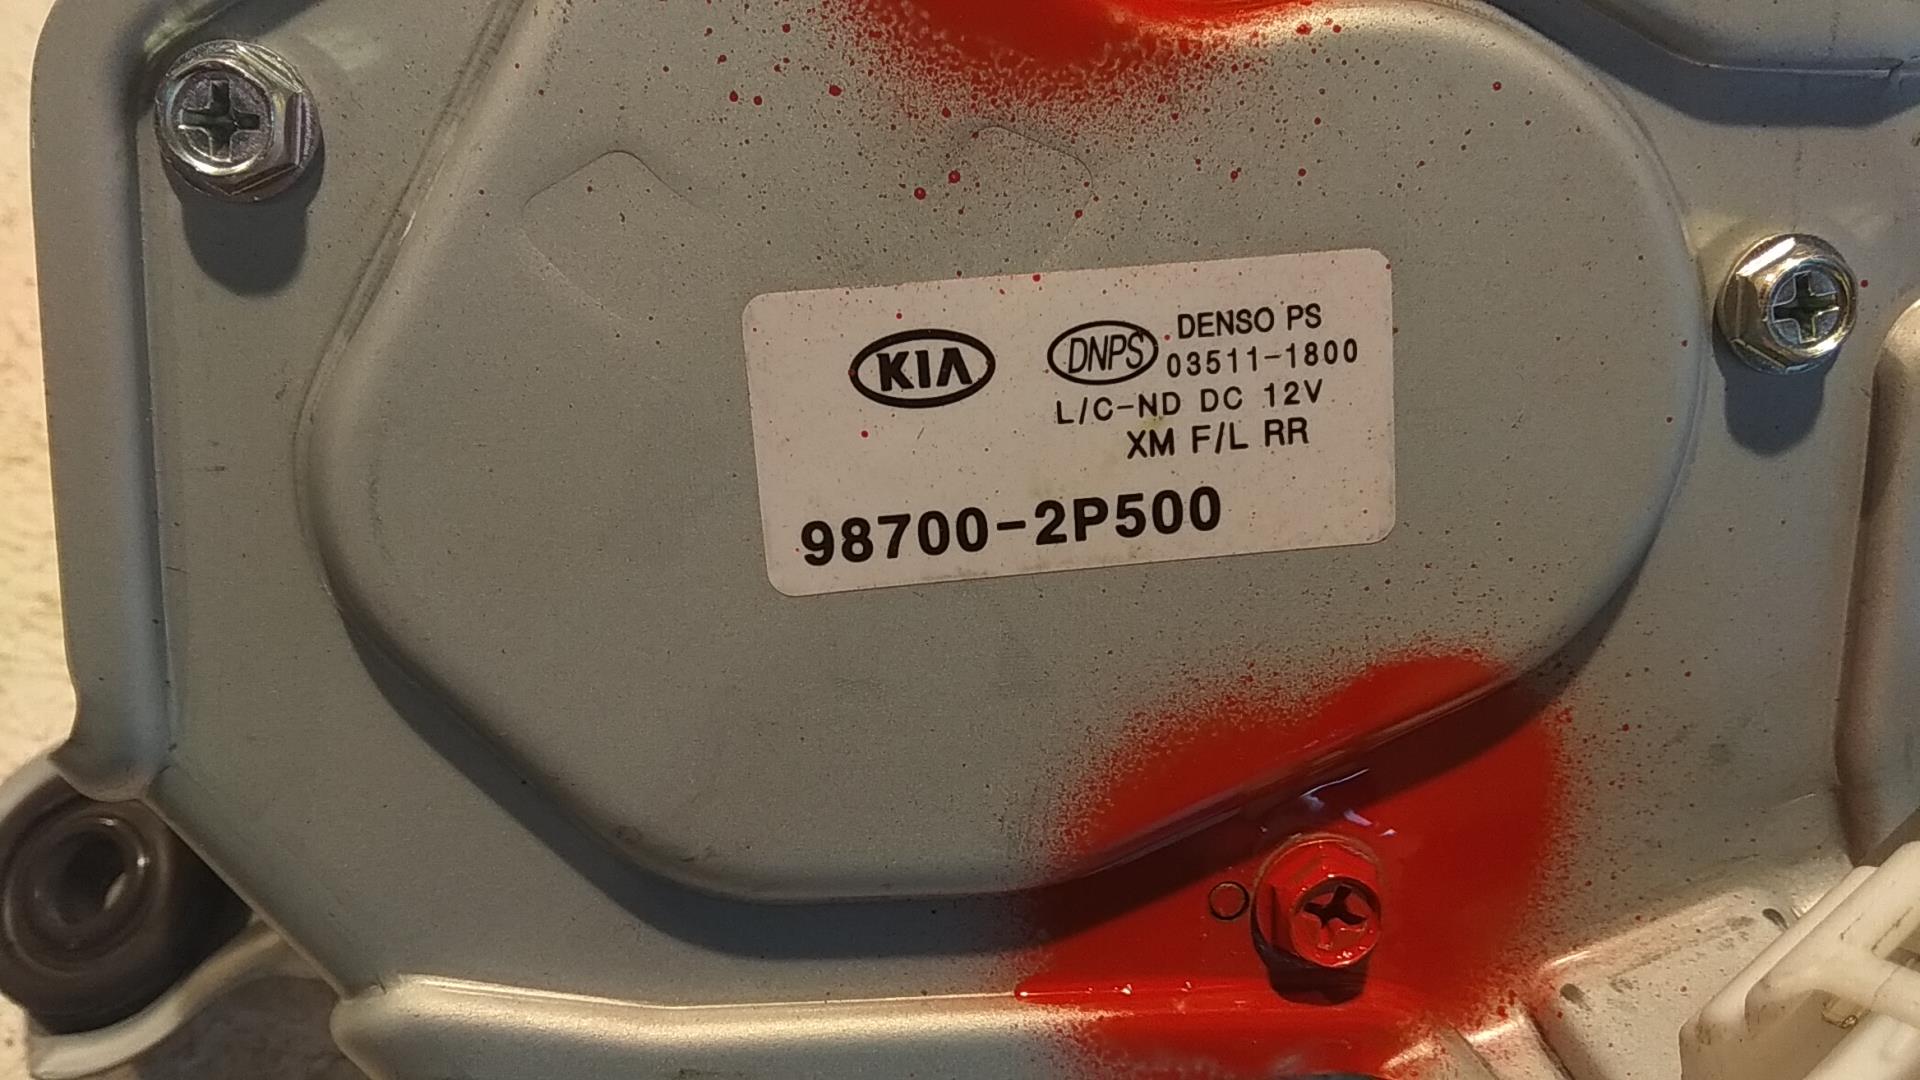 KIA
DNPS
DENSO PS
03511-1800
L/C-ND DC 12V
XM F/L RR
98700-2P500